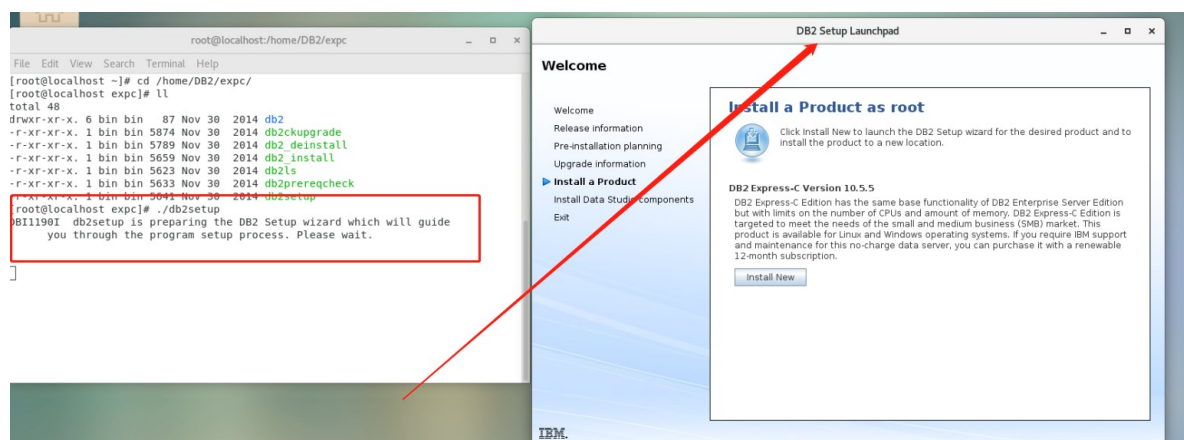 root@localhost:/home/DB2/expc
File Edit View Search Terminal Help
[root@localhost ~]# cd /home/DB2/expc/
[root@localhost expc]# ll
total 48
drwxr-xr-x. 6 bin bin   87 Nov 30  2014 db2
-r-xr-xr-x. 1 bin bin 5874 Nov 30  2014 db2ckupgrade
-r-xr-xr-x. 1 bin bin 5789 Nov 30  2014 db2_deinstall
-r-xr-xr-x. 1 bin bin 5659 Nov 30  2014 db2_install
-r-xr-xr-x. 1 bin bin 5623 Nov 30  2014 db2ls
-r-xr-xr-x. 1 bin bin 5633 Nov 30  2014 db2prereqcheck
-r-xr-xr-x. 1 bin bin 5641 Nov 30  2014 db2setup
[root@localhost expc]# ./db2setup
DBI1190I  db2setup is preparing the DB2 Setup wizard which will guide
you through the program setup process. Please wait.
DB2 Setup Launchpad
Welcome
Welcome
Release information
Pre-installation planning
Upgrade information
Install a Product
Install Data Studio components
Exit
Install a Product as root
Click Install New to launch the DB2 Setup wizard for the desired product and to
install the product to a new location.
DB2 Express-C Version 10.5.5
DB2 Express-C Edition has the same base functionality of DB2 Enterprise Server Edition
but with limits on the number of CPUs and amount of memory. DB2 Express-C Edition is
targeted to meet the needs of the small and medium business (SMB) market. This
product is available for Linux and Windows operating systems. If you require IBM support
and maintenance for this no-charge data server, you can purchase it with a renewable
12-month subscription.
Install New
IBM.